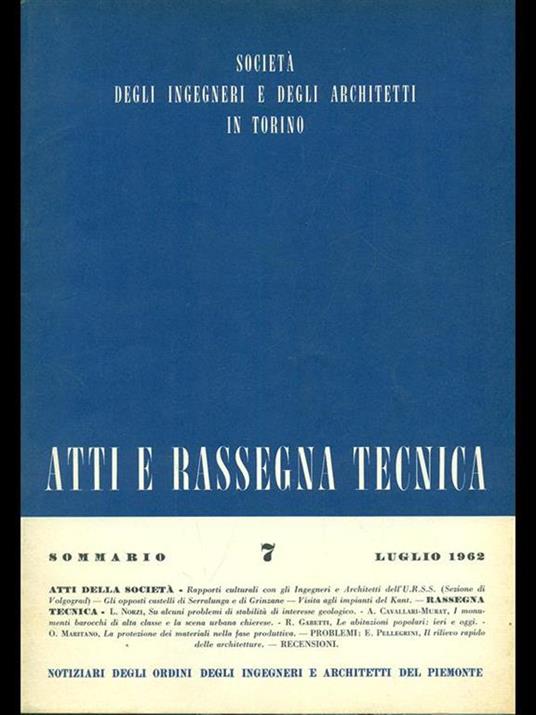 SOCIETÀ
DEGLI INGEGNERI E DEGLI ARCHITETTI
IN TORINO
ATTI E RASSEGNA TECNICA
SOMMARIO 7 LUGLIO 1962
ATTI DELLA SOCIETÀ - Rapporti culturali con gli Ingegneri e Architetti dell'U.R.S.S. (Sezione di
Volgograd) — Gli opposti castelli di Serralunga e di Grinzane — Visita agli impianti del Kant. — RASSEGNA
TECNICA - L. NORZI, Su alcuni problemi di stabilità di interesse geologico. - A. CAVALLARI-MURAT, I monu-
menti barocchi di alta classe e la scena urbana chierese. - R. GABETTI, Le abitazioni popolari: ieri e oggi. -
O. MARITANO, La protezione dei materiali nella fase produttiva. — PROBLEMI: E. PELLEGRINI, Il rilievo rapido
delle architetture. — RECENSIONI.
NOTIZIARI DEGLI ORDINI DEGLI INGEGNERI E ARCHITETTI DEL PIEMONTE